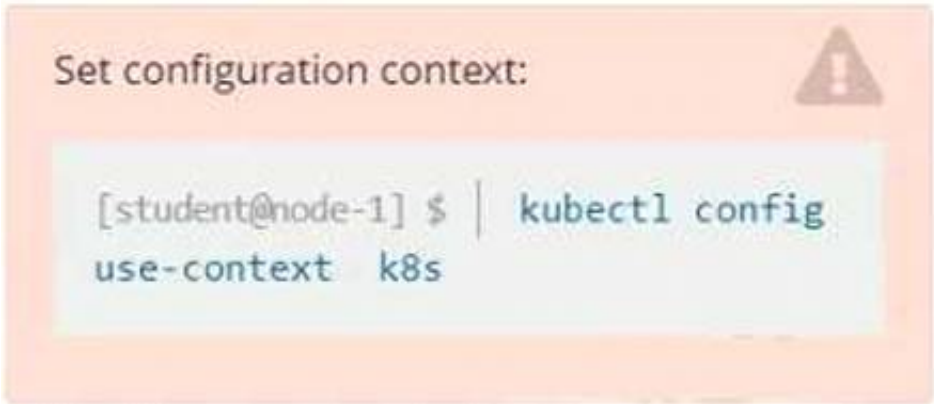 Set configuration context:
[student@node-1] $ | kubectl config
use-context k8s